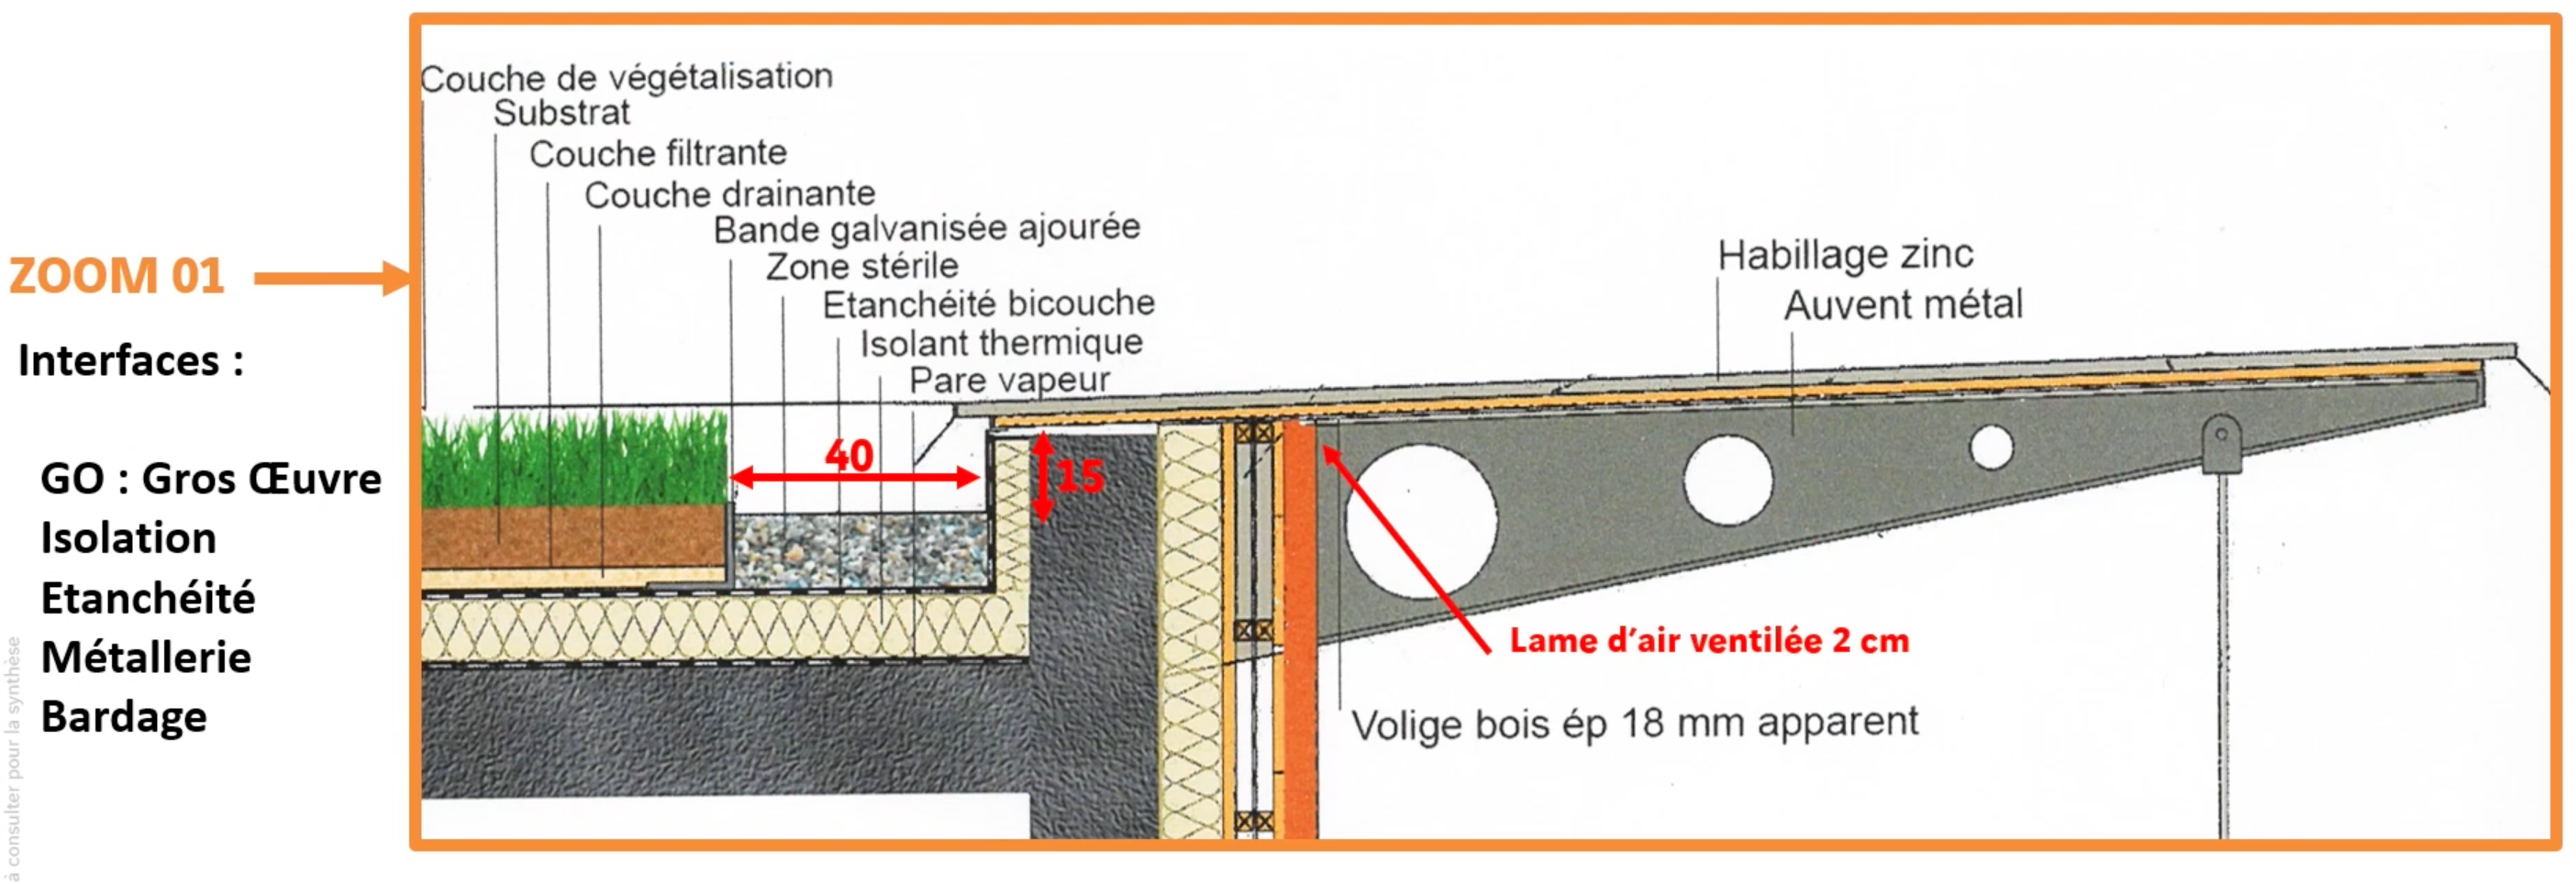 Couche de végétalisation
Substrat
Couche filtrante
Couche drainante
Bande galvanisée ajourée
Zone stérile
Etanchéité bicouche
Isolant thermique
Pare vapeur
Habillage zinc
Auvent métal
ZOOM 01
Interfaces :
GO : Gros Œuvre
Isolation
Etanchéité
Métallerie
Bardage
40
15
Lame d’air ventilée 2 cm
Volige bois ép 18 mm apparent
à consulter pour la synthèse